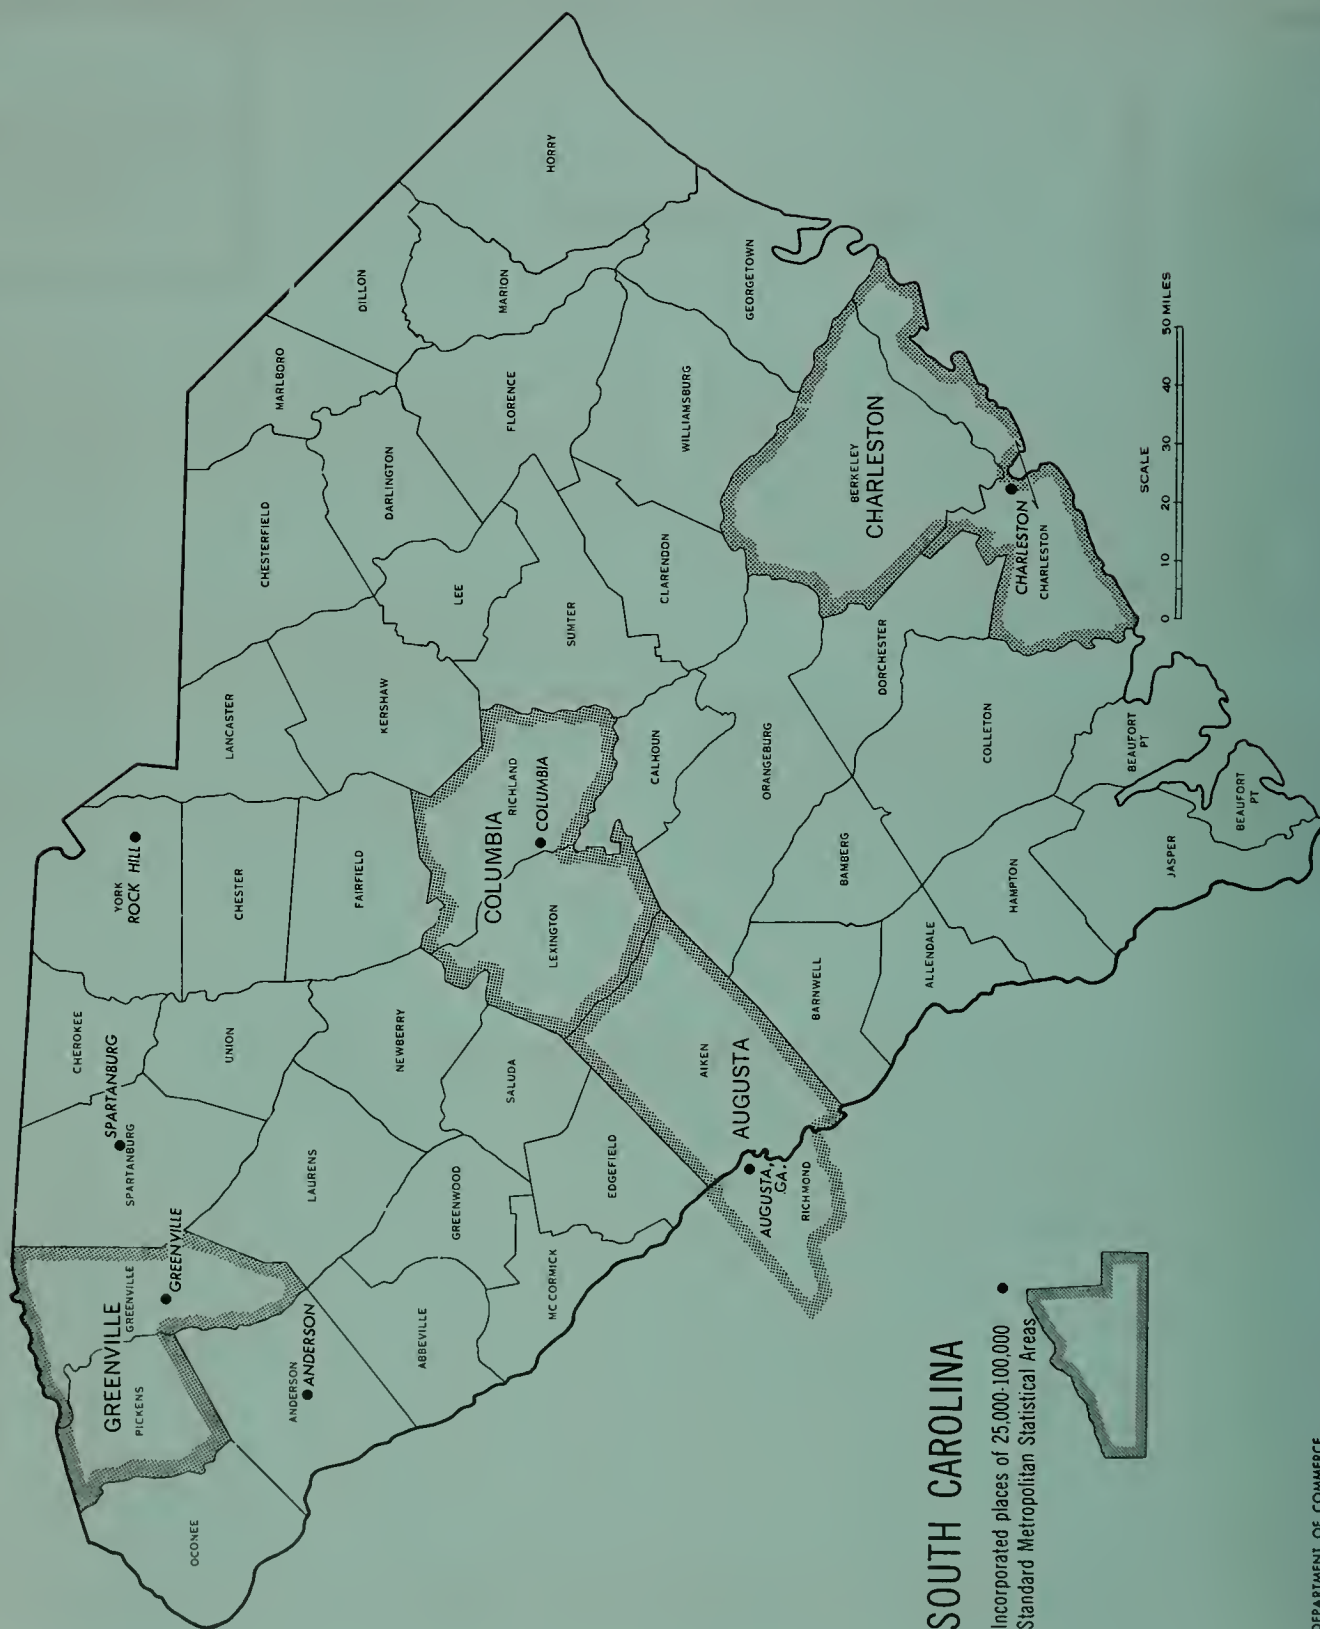 OCONEE
GREENVILLE
PICKENS
GREENVILLE
GREENVILLE
SPARTANBURG
SPARTANBURG
CHEROKEE
YORK
ROCK HILL
ANDERSON
ANDERSON
LAURENS
UNION
CHESTER
LANCASTER
CHESTERFIELD
MARLBORO
DILLON
ABBEVILLE
GREENWOOD
NEWBERRY
FAIRFIELD
KERSHAW
DARLINGTON
MC CORMICK
EDGEFIELD
SALUDA
LEXINGTON
COLUMBIA
RICHLAND
COLUMBIA
LEE
SUMTER
FLORENCE
MARION
HORRY
AIKEN
AUGUSTA
AUGUSTA,
GA.
RICHMOND
CALHOUN
CLARENDON
WILLIAMSBURG
GEORGETOWN
BARNWELL
BAMBERG
ORANGEBURG
DORCHESTER
BERKELEY
CHARLESTON
ALLENDALE
HAMPTON
COLLETON
CHARLESTON
CHARLESTON
JASPER
BEAUFORT
PT
BEAUFORT
PT
SCALE
0 10 20 30 40 50 MILES
SOUTH CAROLINA
Incorporated places of 25,000-100,000
Standard Metropolitan Statistical Areas
DEPARTMENT OF COMMERCE